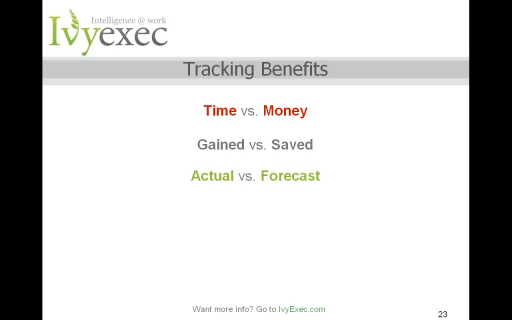 Intelligence @ work
Ivyexec
Tracking Benefits
Time vs. Money
Gained vs. Saved
Actual vs. Forecast
Want more info? Go to IvyExec.com
23